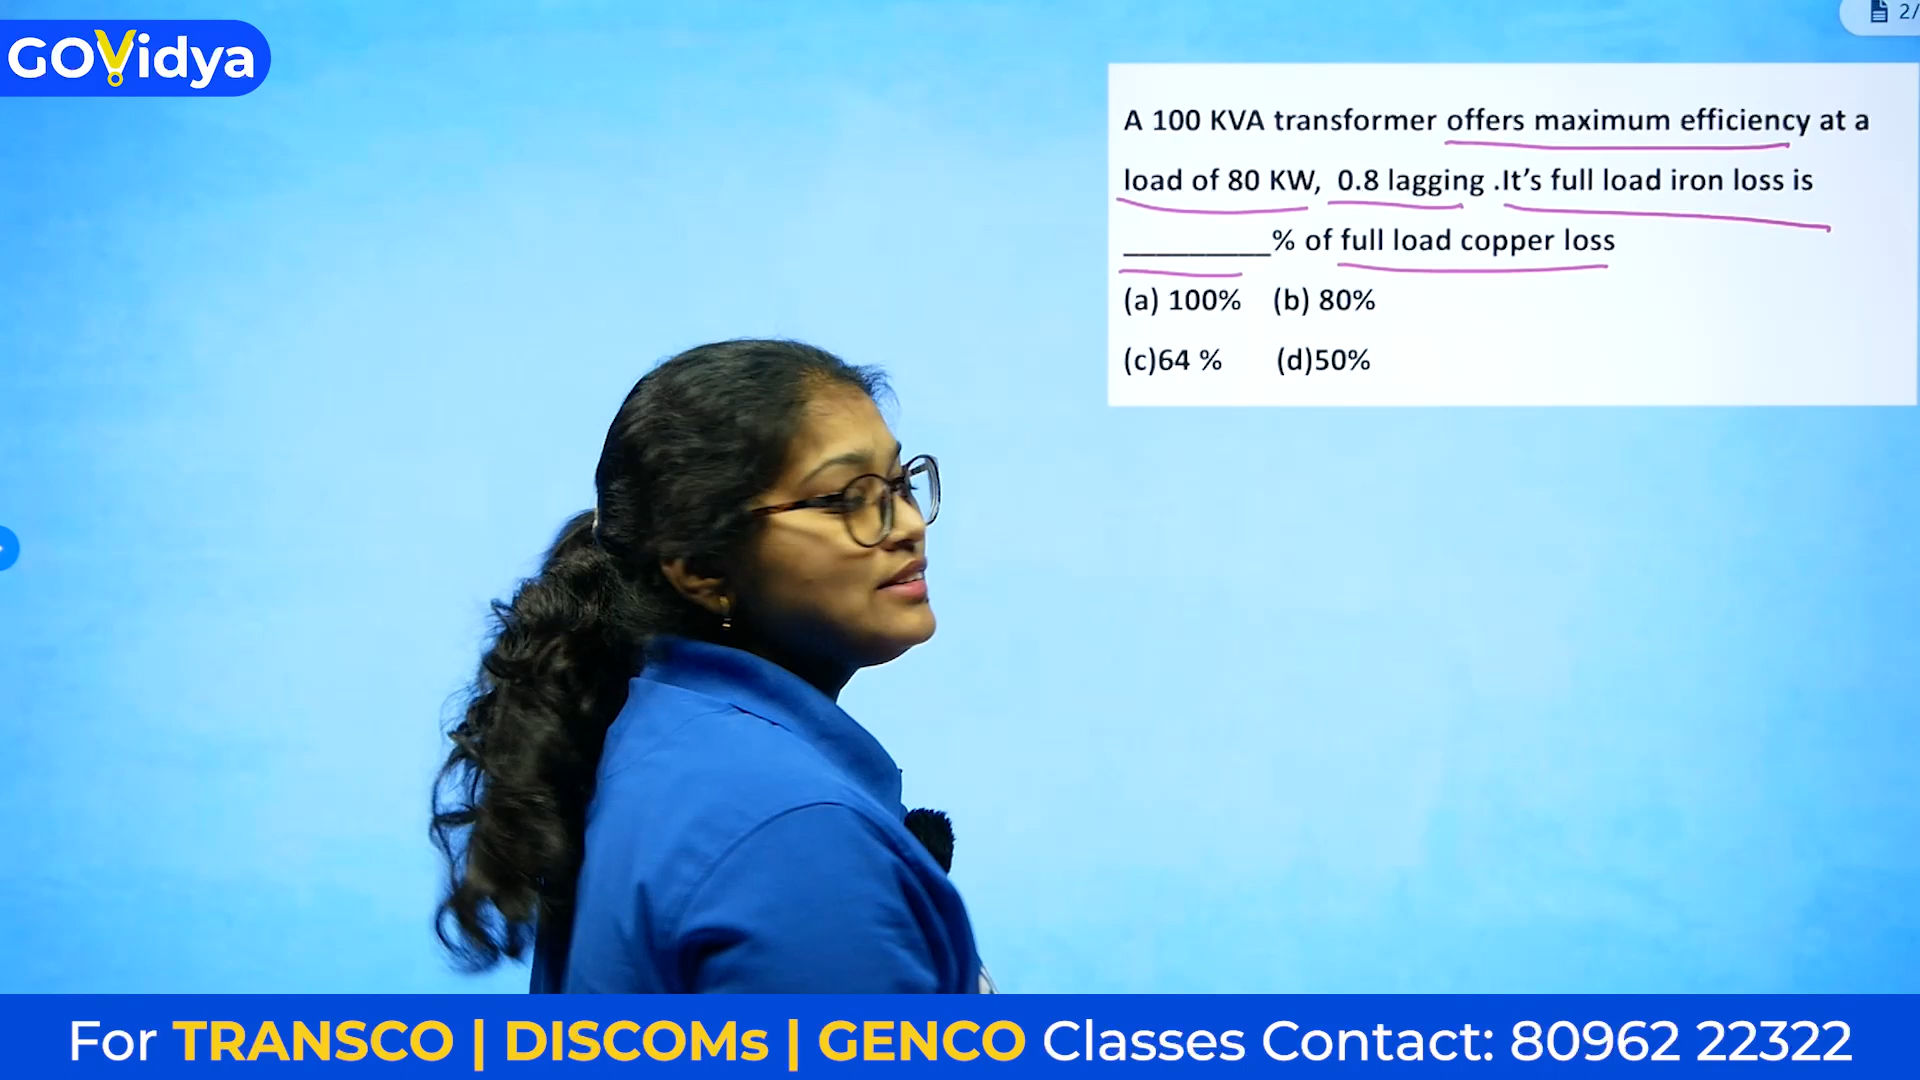 GOVidya
2/
A 100 KVA transformer offers maximum efficiency at a
load of 80 KW, 0.8 lagging .It’s full load iron loss is
_________% of full load copper loss
(a) 100% (b) 80%
(c)64 % (d)50%
For TRANSCO | DISCOMs | GENCO Classes Contact: 80962 22322